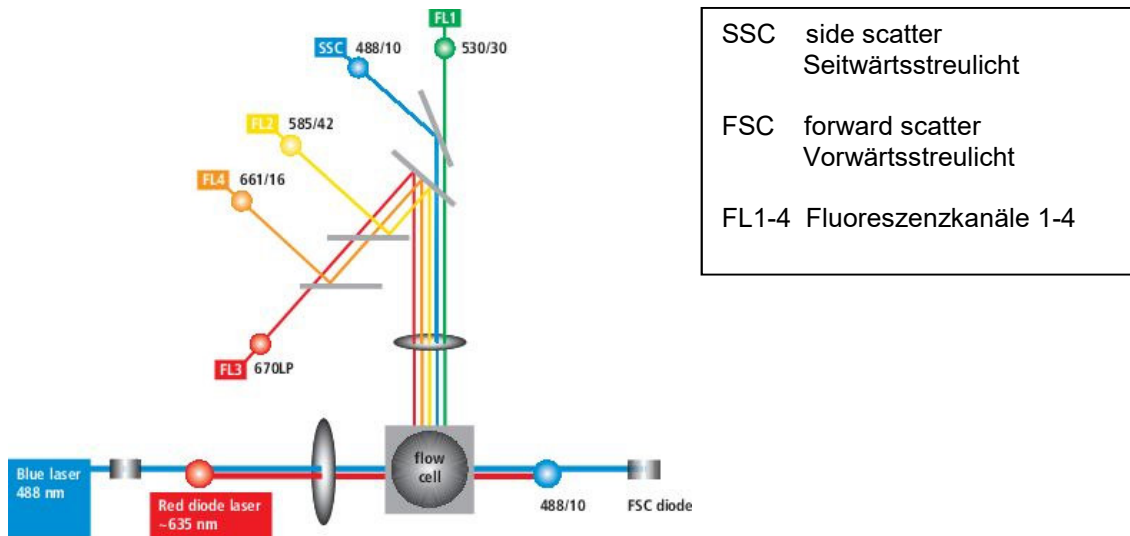 FL1
530/30
SSC 488/10
FL2 585/42
FL4 661/16
FL3 670LP
flow
cell
Blue laser
488 nm
Red diode laser
~635 nm
488/10
FSC diode
SSC side scatter
Seitwärtsstreulicht
FSC forward scatter
Vorwärtsstreulicht
FL1-4 Fluoreszenzkanäle 1-4